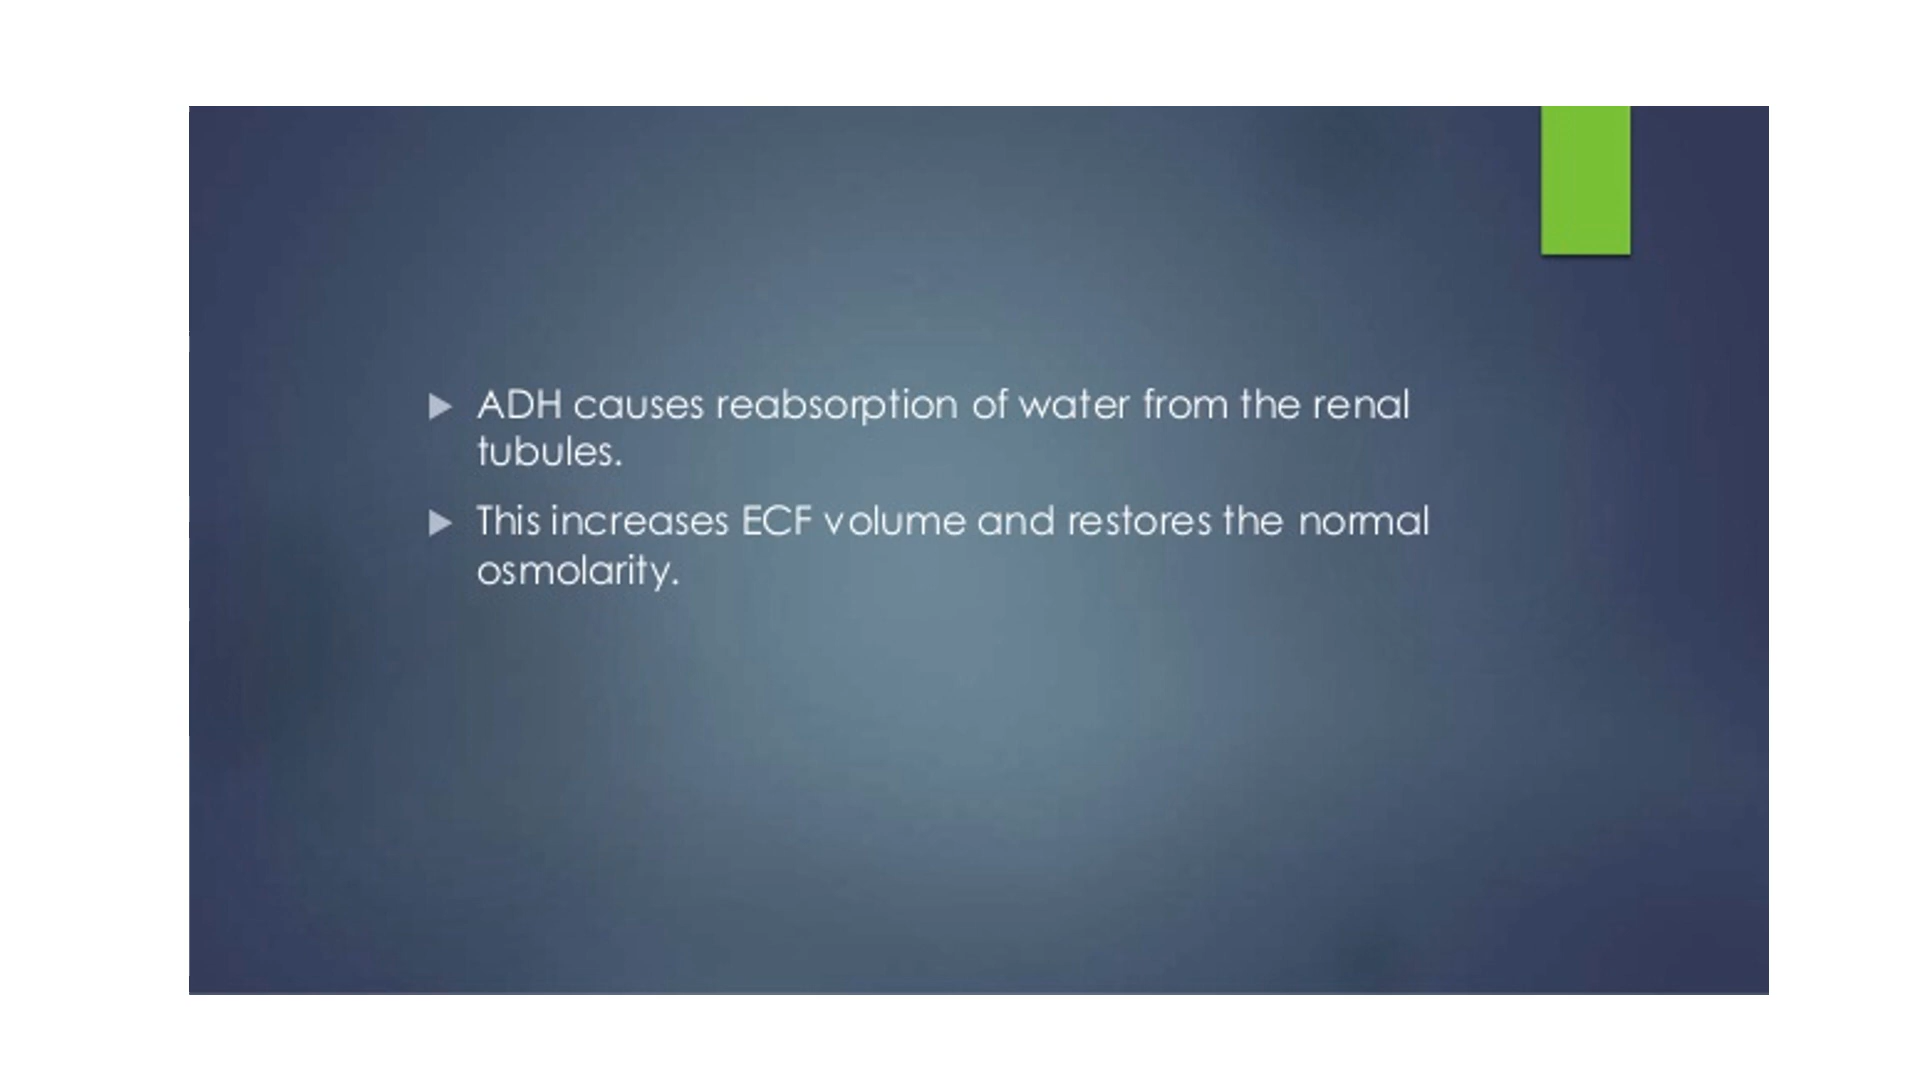 ADH causes reabsorption of water from the renal
tubules.
This increases ECF volume and restores the normal
osmolarity.